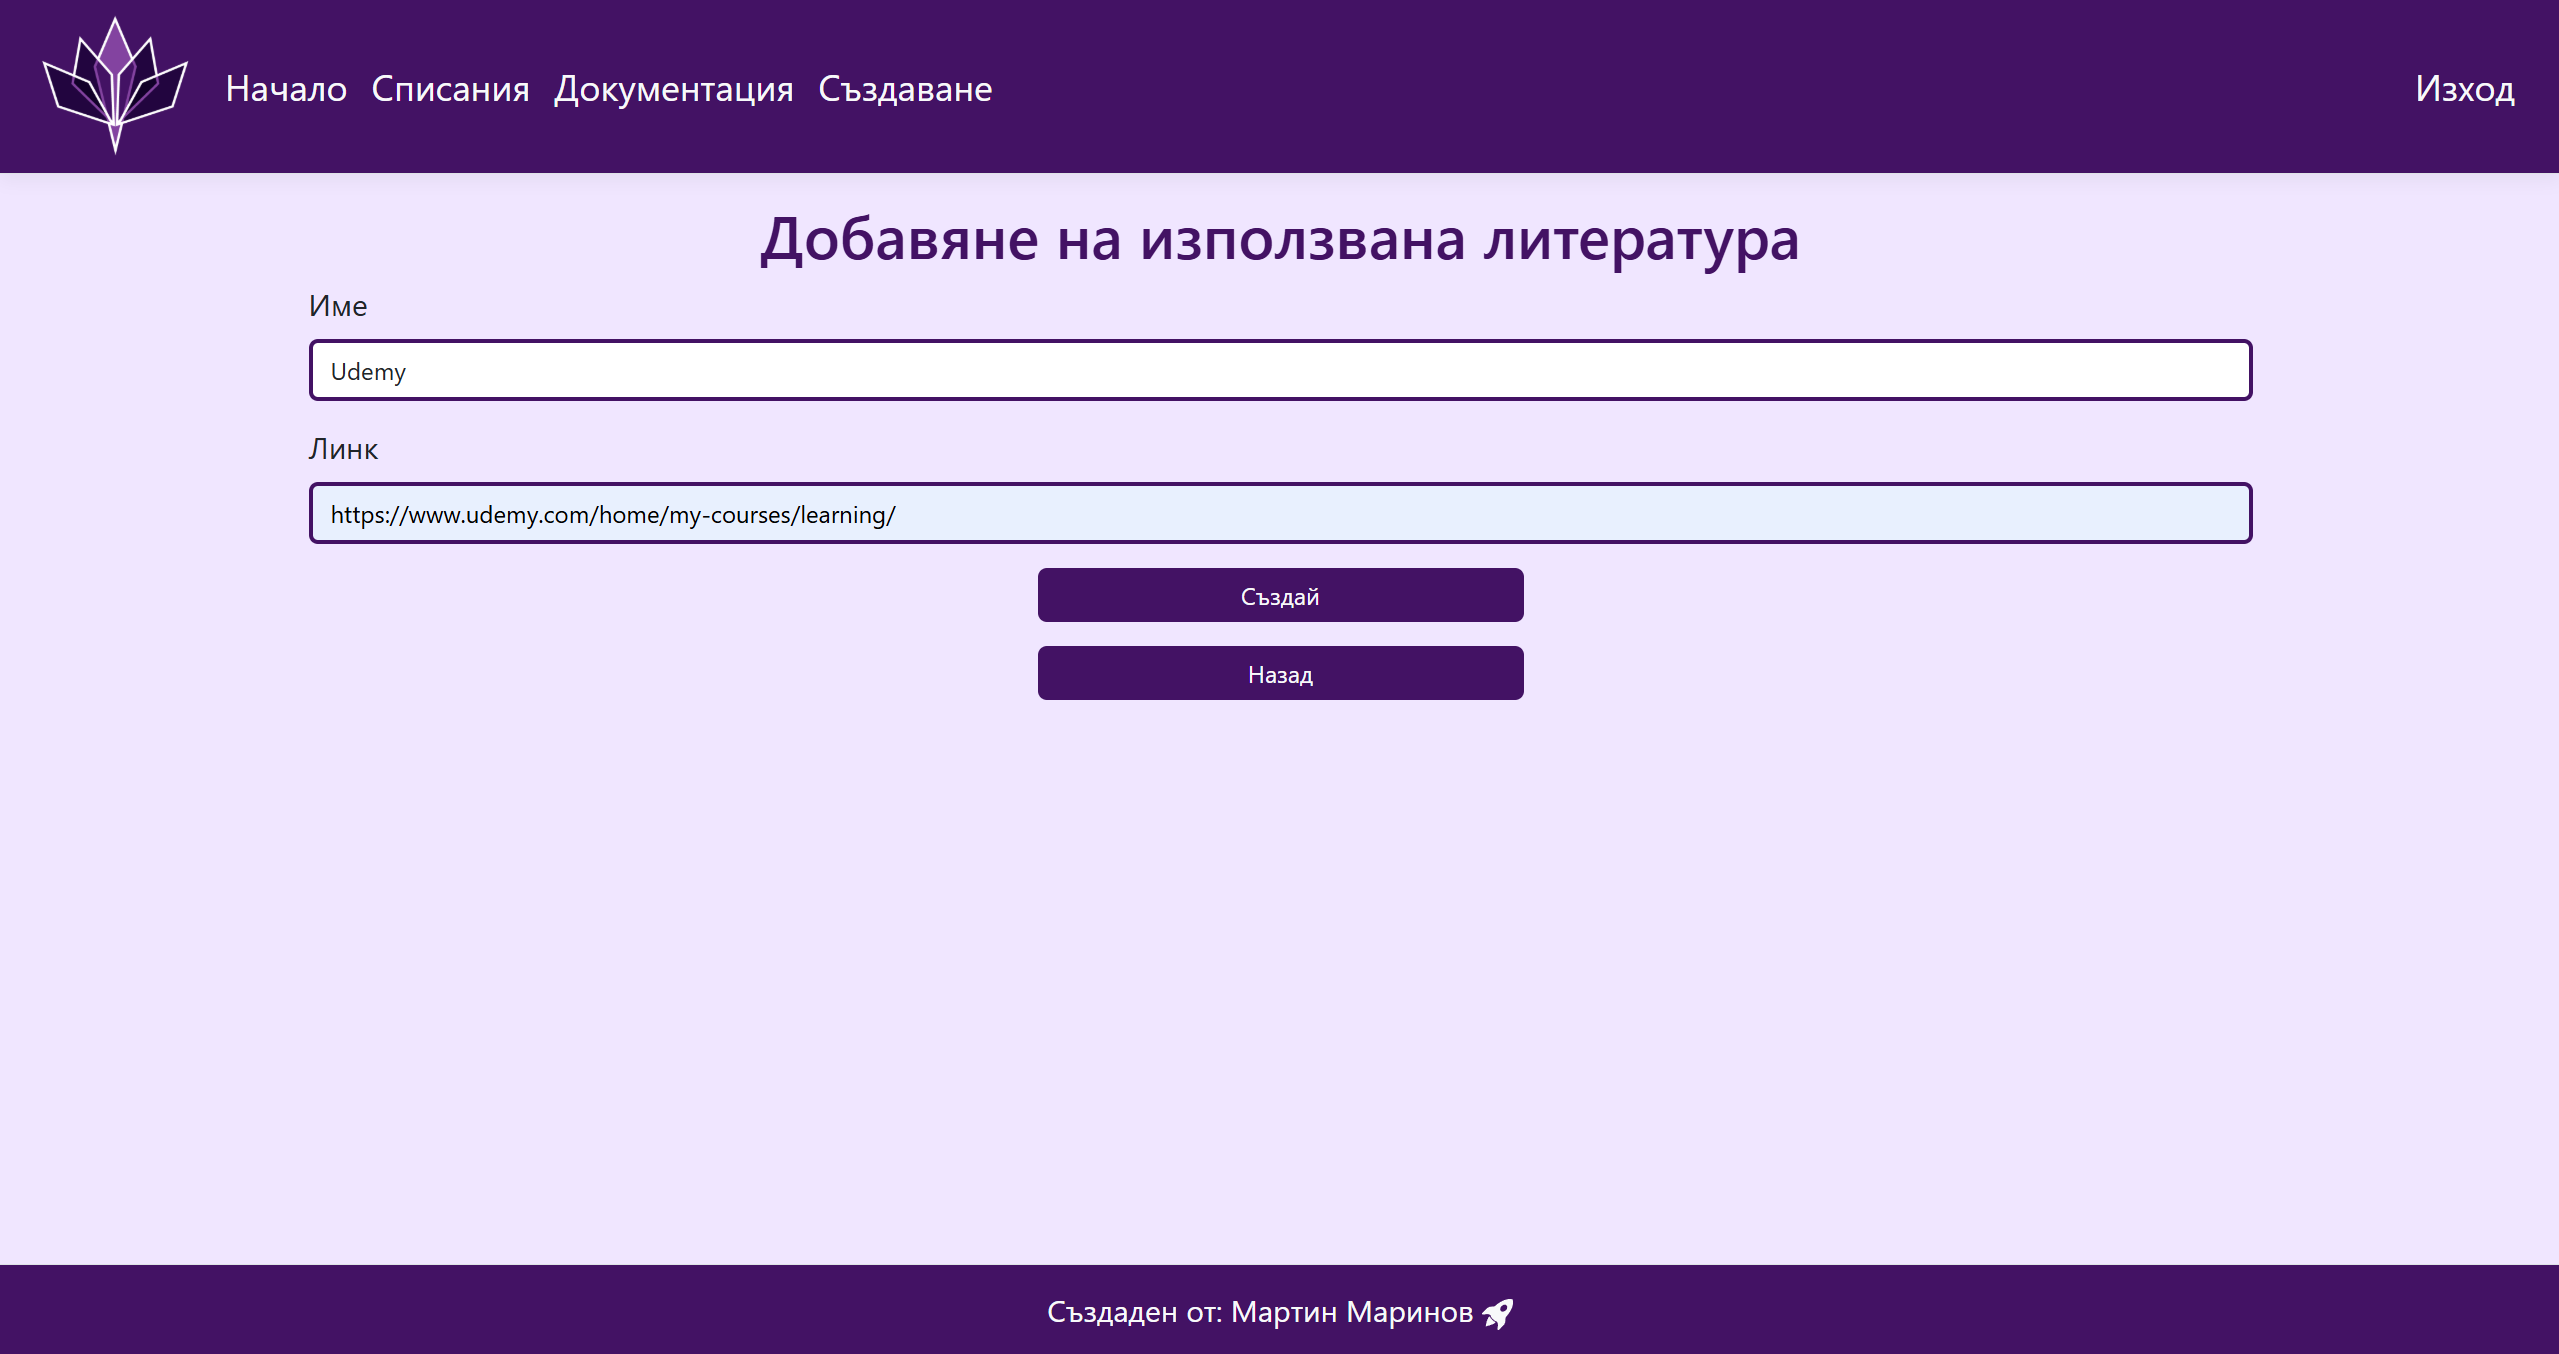 Начало Списания Документация Създаване Изход
Добавяне на използвана литература
Име
Udemy
Линк
https://www.udemy.com/home/my-courses/learning/
Създай
Назад
Създаден от: Мартин Маринов